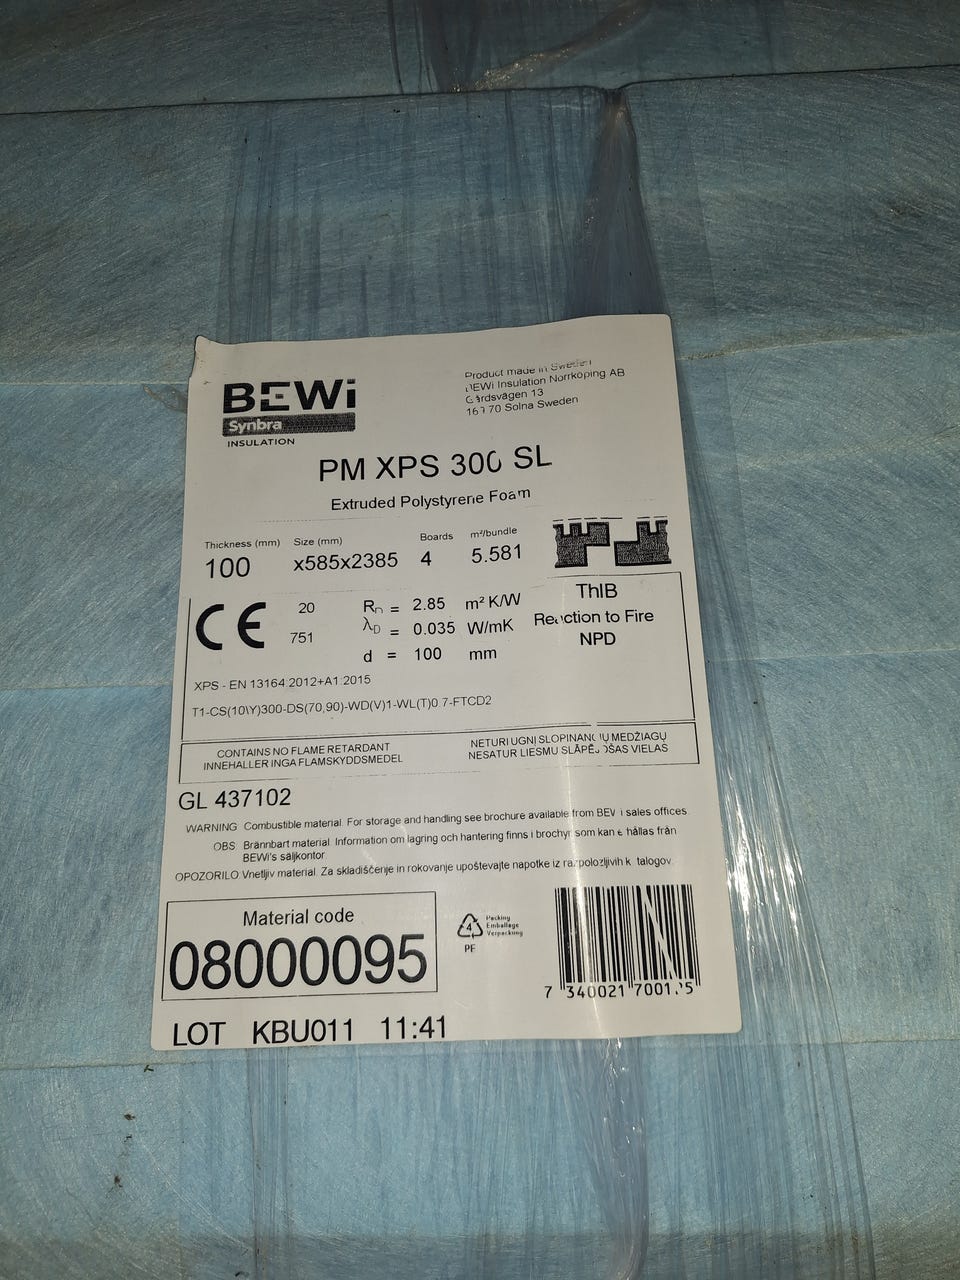 BEWi
Synbra
INSULATION
Product made in Sweden
BEWi Insulation Norrköping AB
Gårdsvägen 13
16170 Solna Sweden
PM XPS 300 SL
Extruded Polystyrene Foam
Thickness (mm) Size (mm) Boards m²/bundle
100 x585x2385 4 5.581
CE 20 R_D = 2.85 m² K/W ThIB
751 λ_D = 0.035 W/mK Reaction to Fire
d = 100 mm NPD
XPS - EN 13164:2012+A1:2015
T1-CS(10\Y)300-DS(70,90)-WD(V)1-WL(T)0.7-FTCD2
CONTAINS NO FLAME RETARDANT
INNEHALLER INGA FLAMSKYDDSMEDEL
NETURI UGNĮ SLOPINANČIŲ MEDŽIAGŲ
NESATUR LIESMU SLĀPĒJOŠAS VIELAS
GL 437102
WARNING Combustible material. For storage and handling see brochure available from BEWi sales offices
OBS Brännbart material. Information om lagring och hantering finns i brochyr som kan erhållas från
BEWi's säljkontor
OPOZORILO Vnetljiv material. Za skladiščenje in rokovanje upoštevajte napotke iz razpoložljivih katalogov.
Material code
08000095
4
PE
Packing
Emballage
Verpackung
7 340021 700
LOT KBU011 11:41